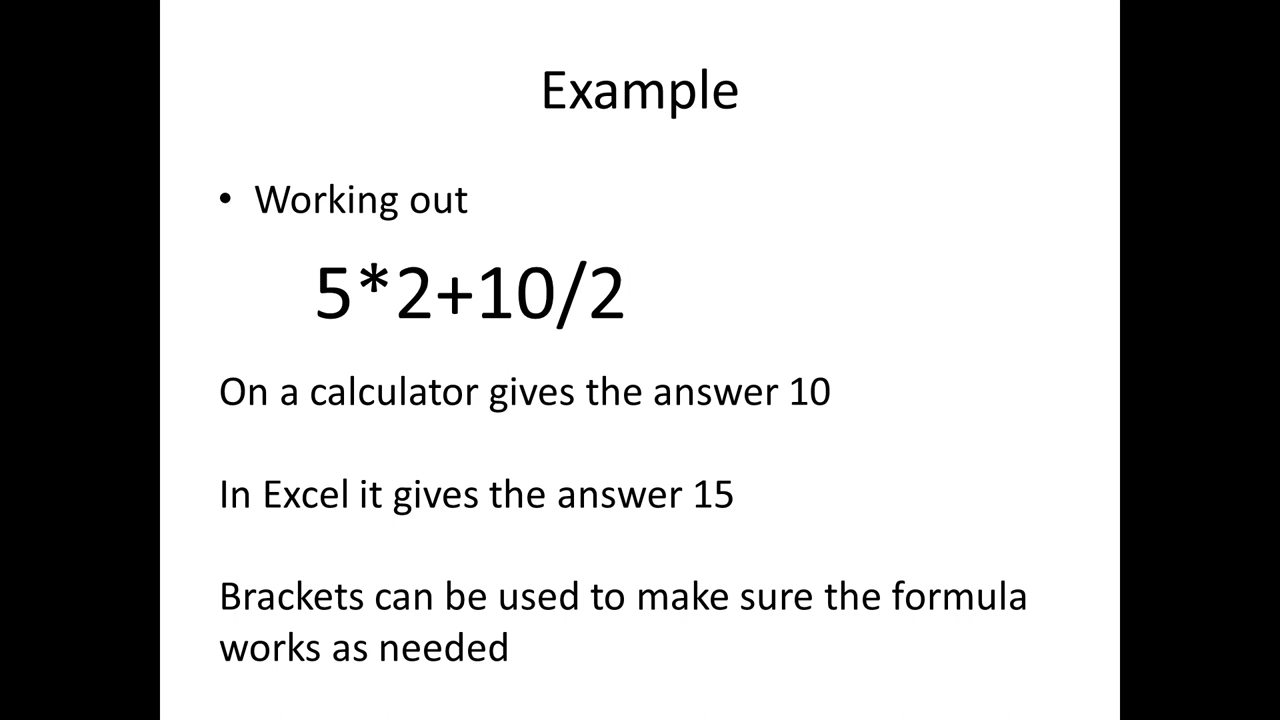 Example
• Working out
5*2+10/2
On a calculator gives the answer 10
In Excel it gives the answer 15
Brackets can be used to make sure the formula
works as needed